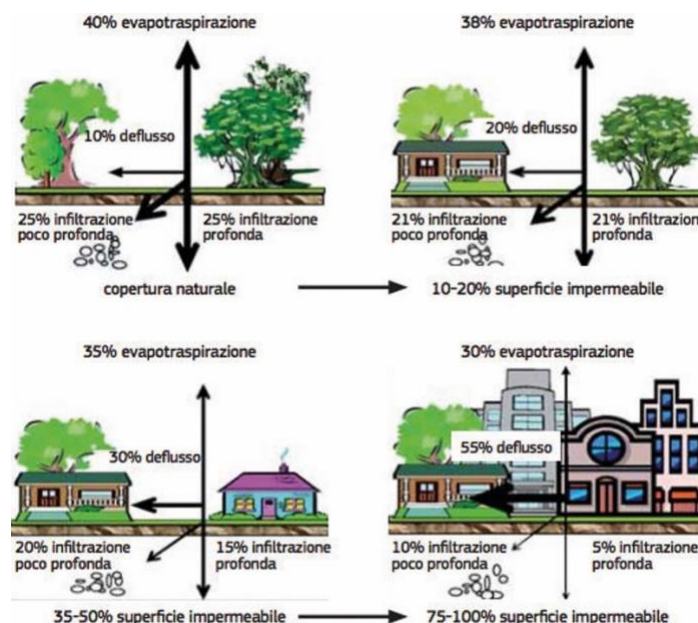 40% evapotraspirazione
10% deflusso
25% infiltrazione
poco profonda
25% infiltrazione
profonda
copertura naturale
38% evapotraspirazione
20% deflusso
21% infiltrazione
poco profonda
21% infiltrazione
profonda
10-20% superficie impermeabile
35% evapotraspirazione
30% deflusso
20% infiltrazione
poco profonda
15% infiltrazione
profonda
35-50% superficie impermeabile
30% evapotraspirazione
55% deflusso
10% infiltrazione
poco profonda
5% infiltrazione
profonda
75-100% superficie impermeabile